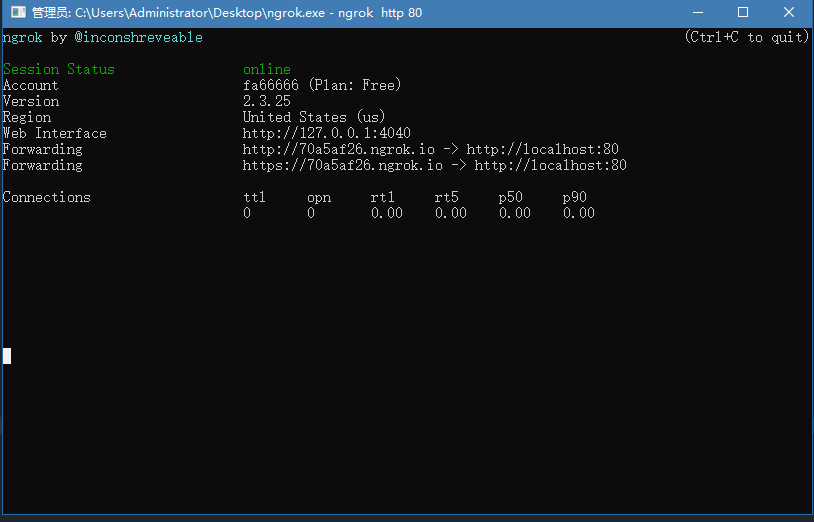 管理员: C:\Users\Administrator\Desktop\ngrok.exe - ngrok  http 80
ngrok by @inconshreveable (Ctrl+C to quit)
Session Status online
Account fa66666 (Plan: Free)
Version 2.3.25
Region United States (us)
Web Interface http://127.0.0.1:4040
Forwarding http://70a5af26.ngrok.io -> http://localhost:80
Forwarding https://70a5af26.ngrok.io -> http://localhost:80
Connections ttl opn rt1 rt5 p50 p90
0 0 0.00 0.00 0.00 0.00